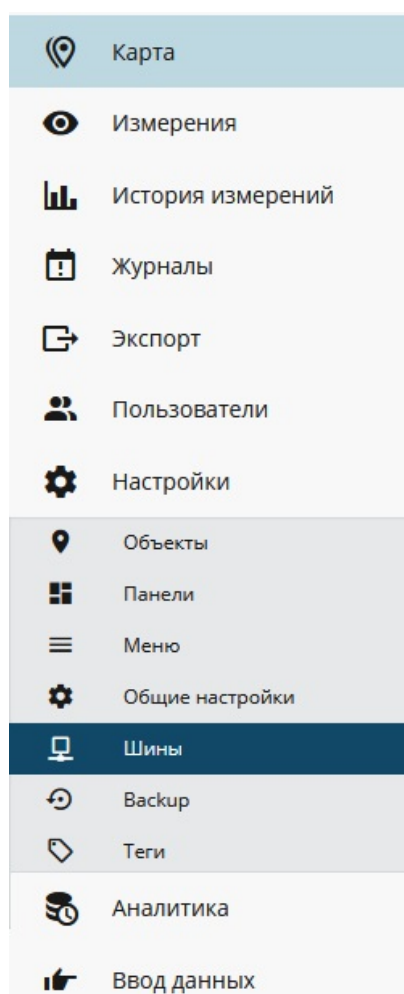 Карта
Измерения
История измерений
Журналы
Экспорт
Пользователи
Настройки
Объекты
Панели
Меню
Общие настройки
Шины
Backup
Теги
Аналитика
Ввод данных